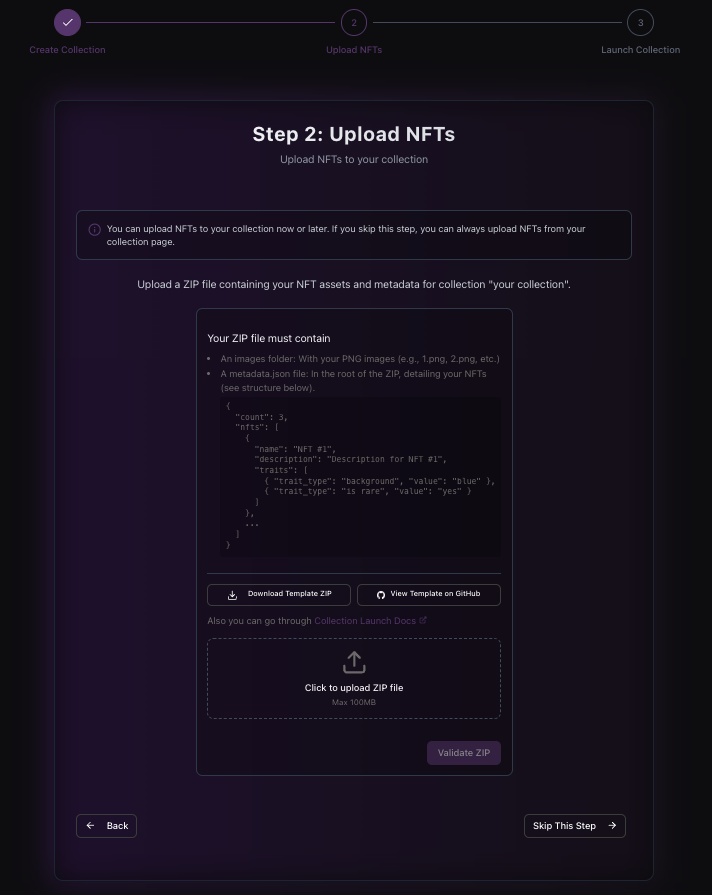 2
3
Create Collection
Upload NFTs
Launch Collection
Step 2: Upload NFTs
Upload NFTs to your collection
You can upload NFTs to your collection now or later. If you skip this step, you can always upload NFTs from your
collection page.
Upload a ZIP file containing your NFT assets and metadata for collection "your collection".
Your ZIP file must contain
• An images folder: With your PNG images (e.g., 1.png, 2.png, etc.)
• A metadata.json file: In the root of the ZIP, detailing your NFTs
(see structure below).
{
  "count": 3,
  "nfts": [
    {
      "name": "NFT #1",
      "description": "Description for NFT #1",
      "traits": [
        { "trait_type": "background", "value": "blue" },
        { "trait_type": "is rare", "value": "yes" }
      ]
    },
    ...
  ]
}
Download Template ZIP
View Template on GitHub
Also you can go through Collection Launch Docs
Click to upload ZIP file
Max 100MB
Validate ZIP
Back
Skip This Step